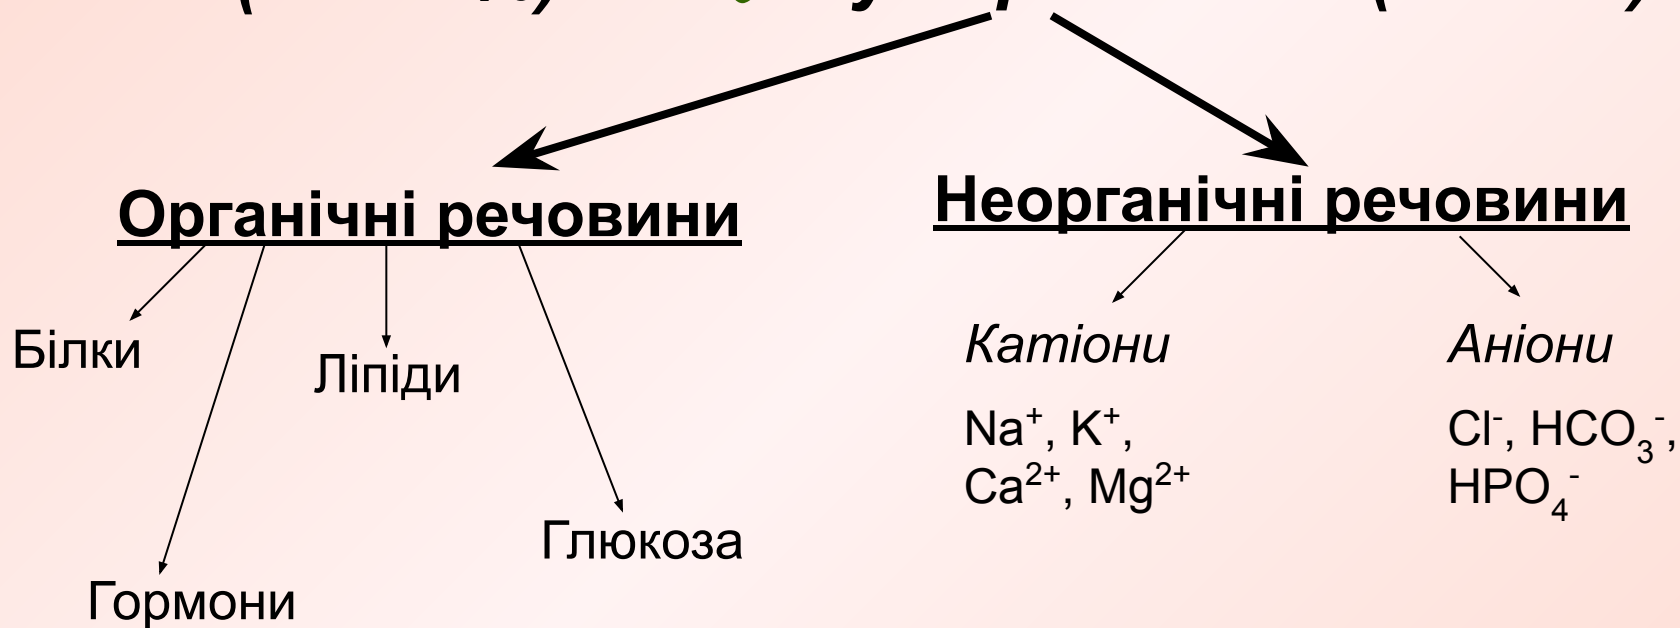 Органічні речовини
Неорганічні речовини
Білки
Ліпіди
Глюкоза
Гормони
Катіони
Na⁺, K⁺,
Ca²⁺, Mg²⁺
Аніони
Cl⁻, HCO₃⁻,
HPO₄⁻